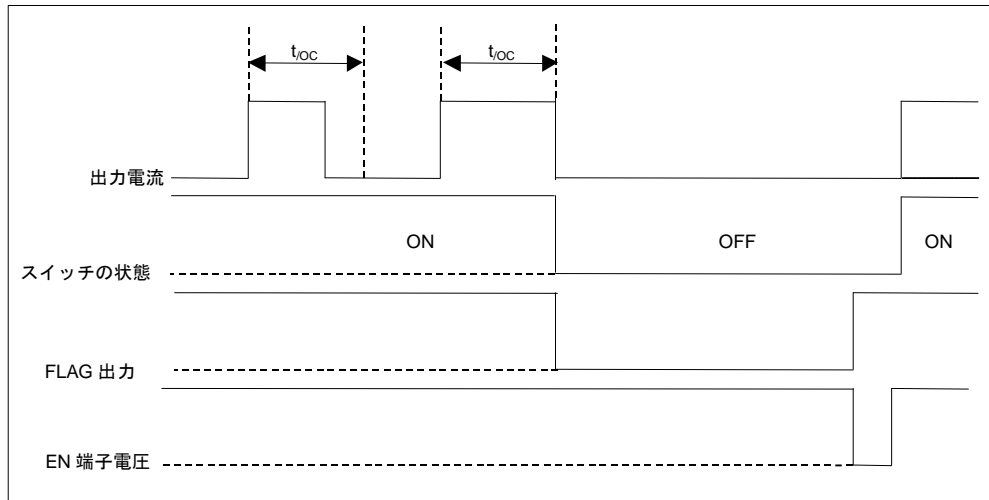 t/OC
t/OC
出力電流
ON
OFF
ON
スイッチの状態
FLAG 出力
EN 端子電圧